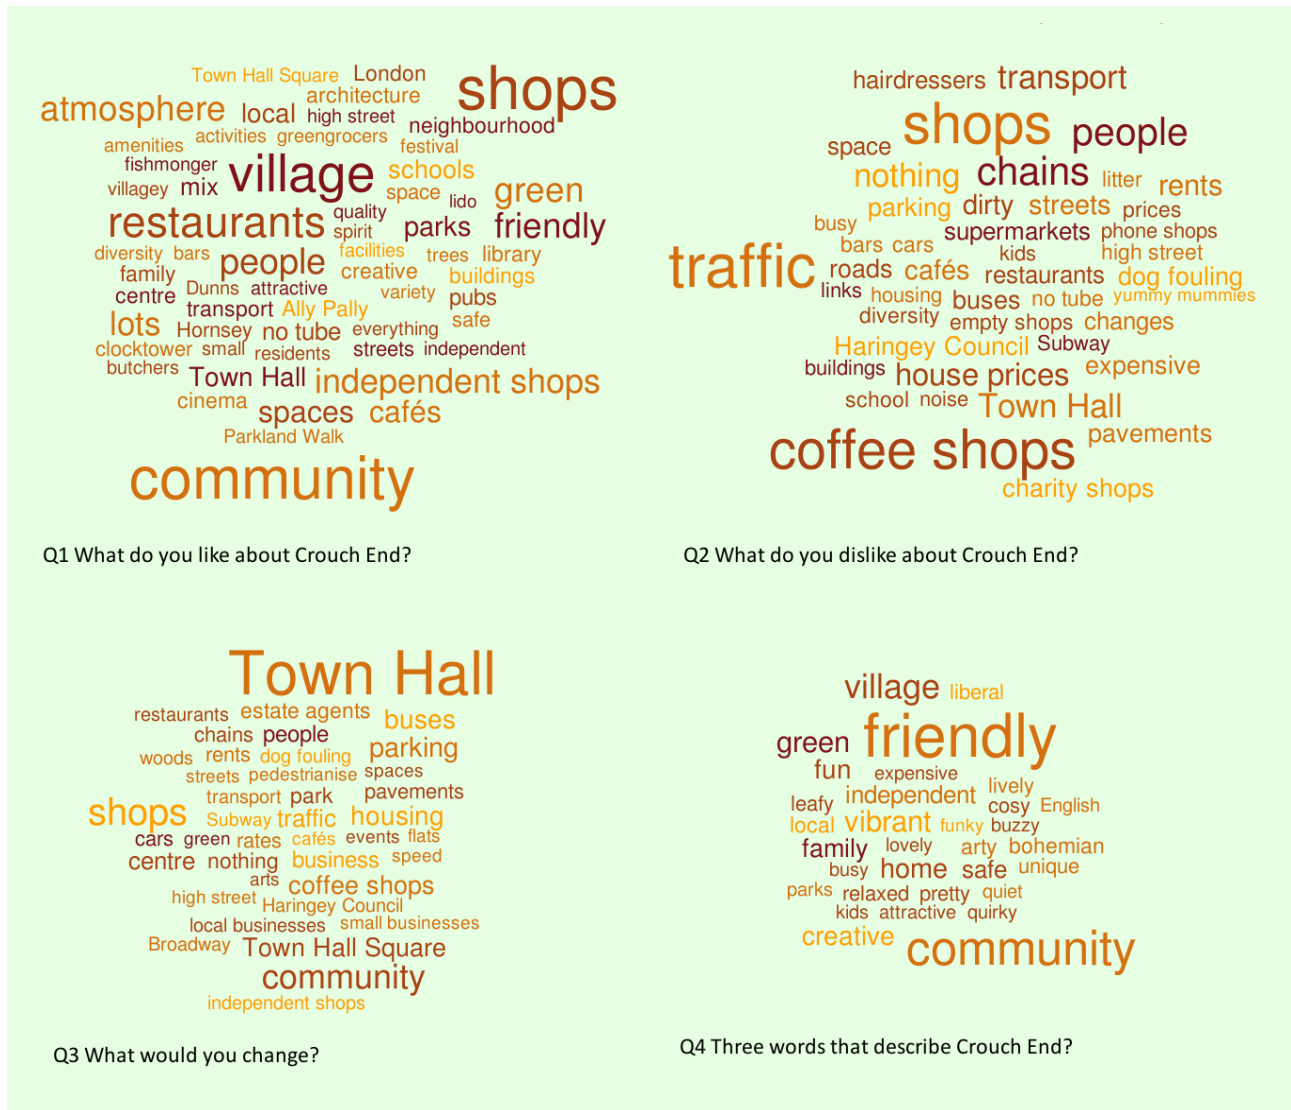 Town Hall Square London shops
atmosphere local architecture
high street neighbourhood
amenities activities greengrocers festival
fishmonger village schools
villagey mix space lido green
restaurants quality spirit parks friendly
diversity bars people facilities trees library
family creative buildings
centre Dunns attractive variety pubs
transport Ally Pally safe
lots Hornsey no tube everything
clocktower small residents streets independent
butchers Town Hall independent shops
cinema spaces cafés
Parkland Walk
community
Q1 What do you like about Crouch End?
hairdressers transport
shops people
space chains
nothing litter rents
parking dirty streets prices
busy supermarkets phone shops
bars cars kids high street
traffic roads cafés restaurants dog fouling
links housing buses no tube yummy mummies
diversity empty shops changes
Haringey Council Subway
buildings house prices expensive
school noise Town Hall
coffee shops pavements
charity shops
Q2 What do you dislike about Crouch End?
Town Hall
restaurants estate agents buses
chains people
woods rents dog fouling parking
streets pedestrianise spaces
transport park pavements
shops Subway traffic housing
cars green rates cafés events flats
centre nothing business speed
arts coffee shops
high street Haringey Council
local businesses small businesses
Broadway Town Hall Square
community
independent shops
Q3 What would you change?
village liberal
green friendly
fun expensive
leafy independent lively
cosy English
local vibrant funky buzzy
family lovely arty bohemian
busy home safe unique
parks relaxed pretty quiet
kids attractive quirky
creative community
Q4 Three words that describe Crouch End?